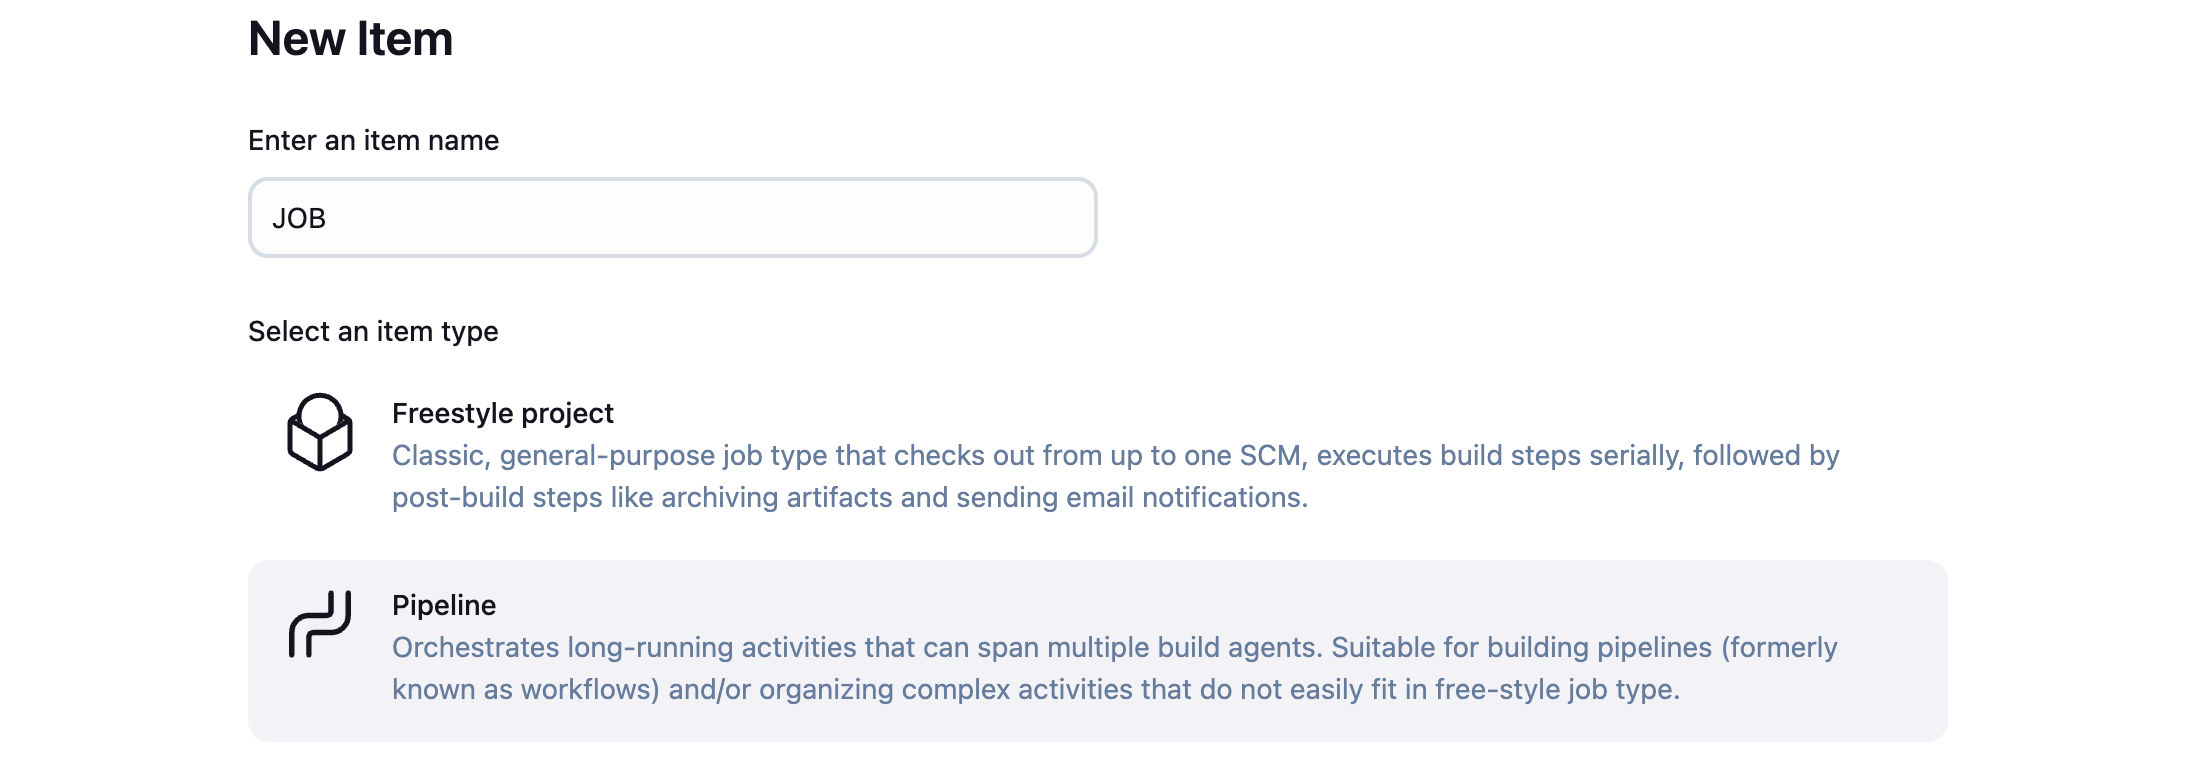 New Item
Enter an item name
JOB
Select an item type
Freestyle project
Classic, general-purpose job type that checks out from up to one SCM, executes build steps serially, followed by
post-build steps like archiving artifacts and sending email notifications.
Pipeline
Orchestrates long-running activities that can span multiple build agents. Suitable for building pipelines (formerly
known as workflows) and/or organizing complex activities that do not easily fit in free-style job type.